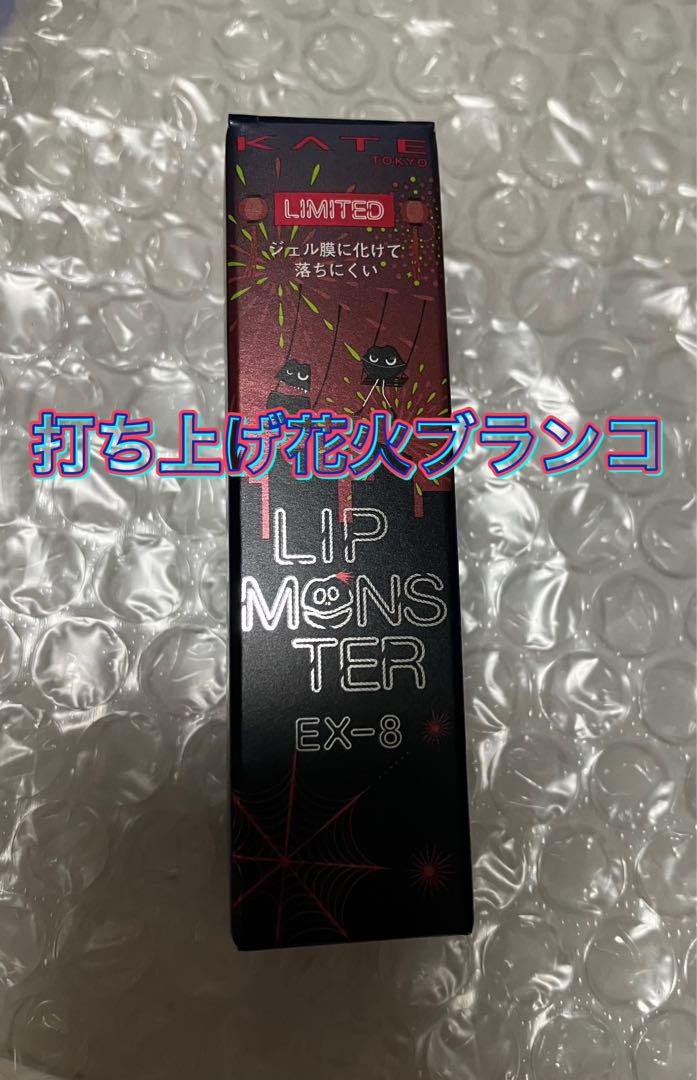 KATE
TOKYO
LIMITED
ジェル膜に化けて
落ちにくい
打ち上げ花火ブランコ
LIP
MONS
TER
EX-8